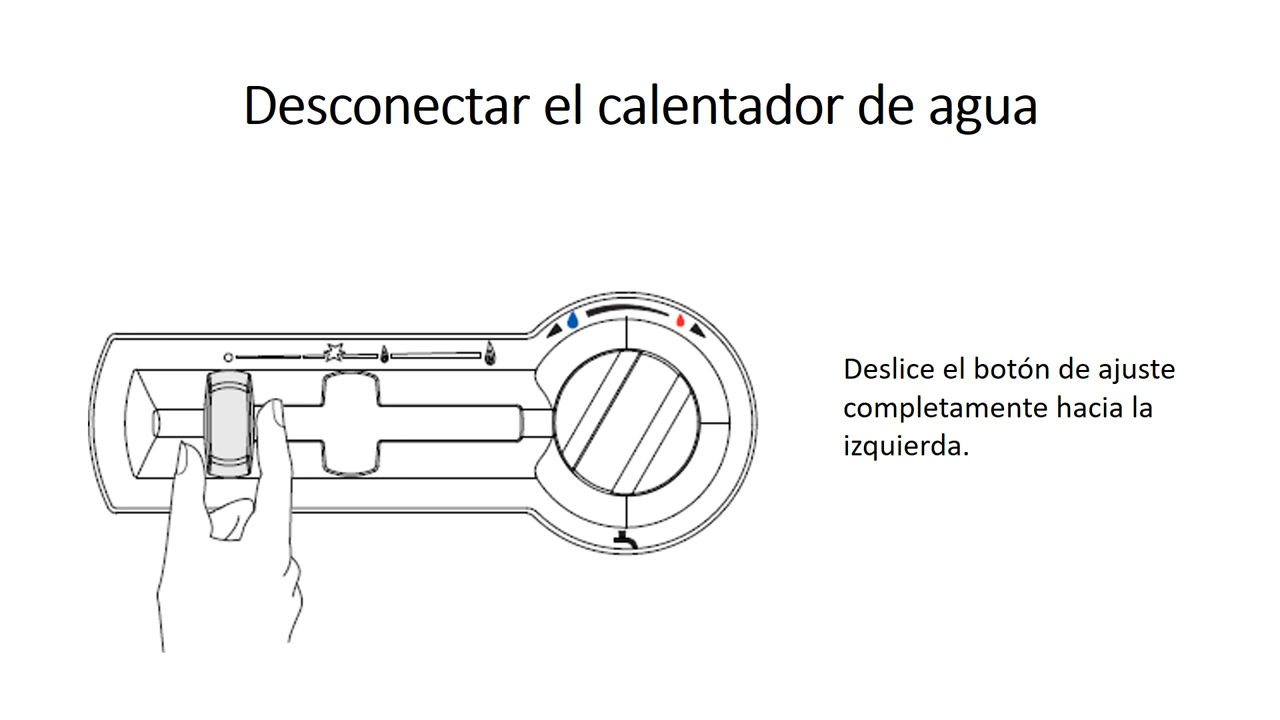 Desconectar el calentador de agua
Deslice el botón de ajuste
completamente hacia la
izquierda.